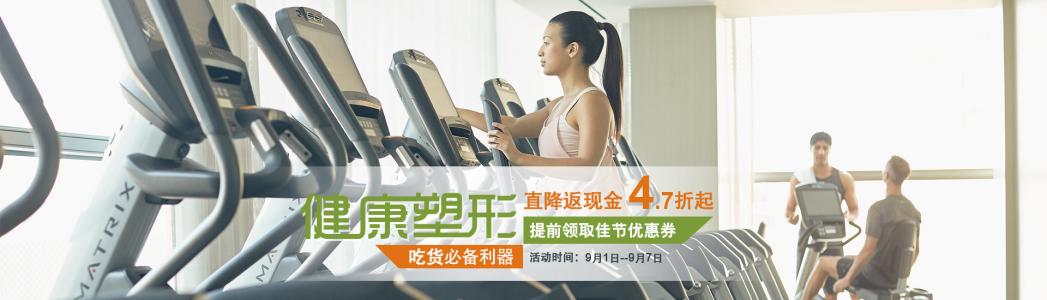 MATRIX
MATRIX
健康塑形
直降返现金4.7折起
提前领取佳节优惠券
吃货必备利器
活动时间：9月1日--9月7日